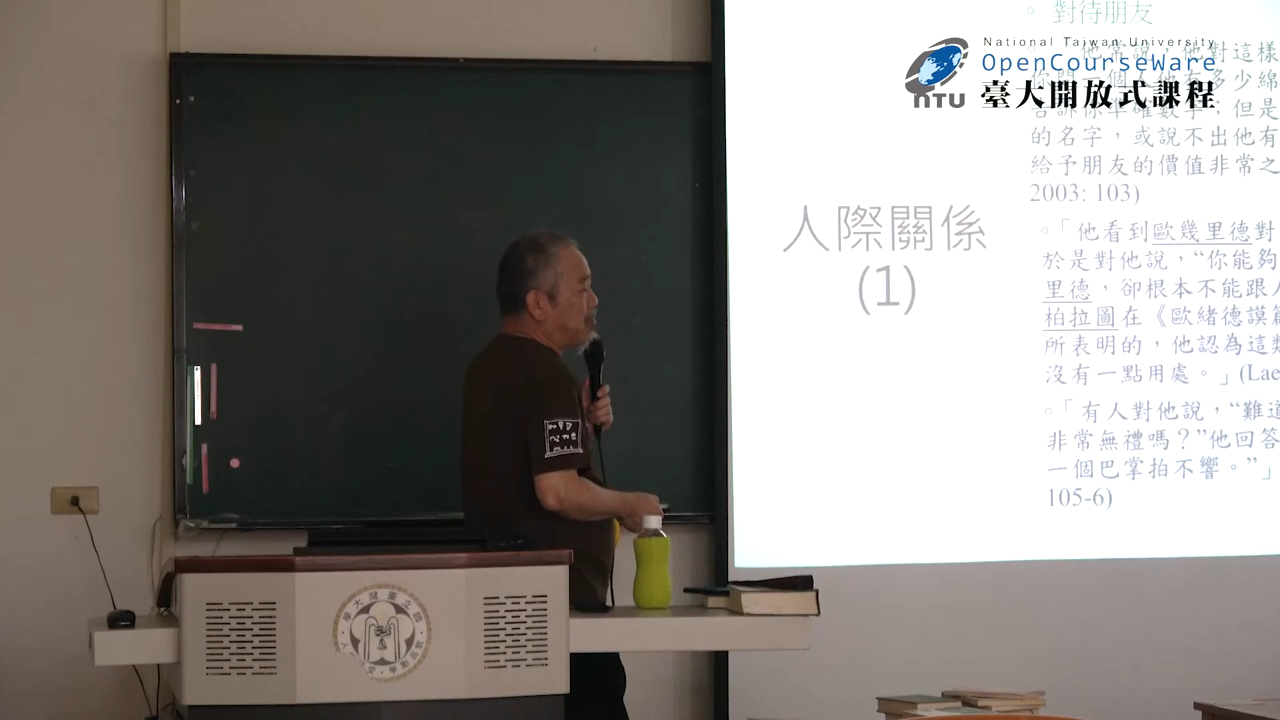 。對待朋友
National Taiwan University
OpenCourseWare
臺大開放式課程
NTU
的名字，或說不出他有
給予朋友的價值非常之
2003: 103)
人際關係
(1)
。「他看到歐幾里德對
於是對他說，“你能夠
里德，卻根本不能跟人
柏拉圖在《歐緒德謨篇
所表明的，他認為這類
沒有一點用處。」(Lae
。「有人對他說，“難道
非常無禮嗎？”他回答
一個巴掌拍不響。”」
105-6)